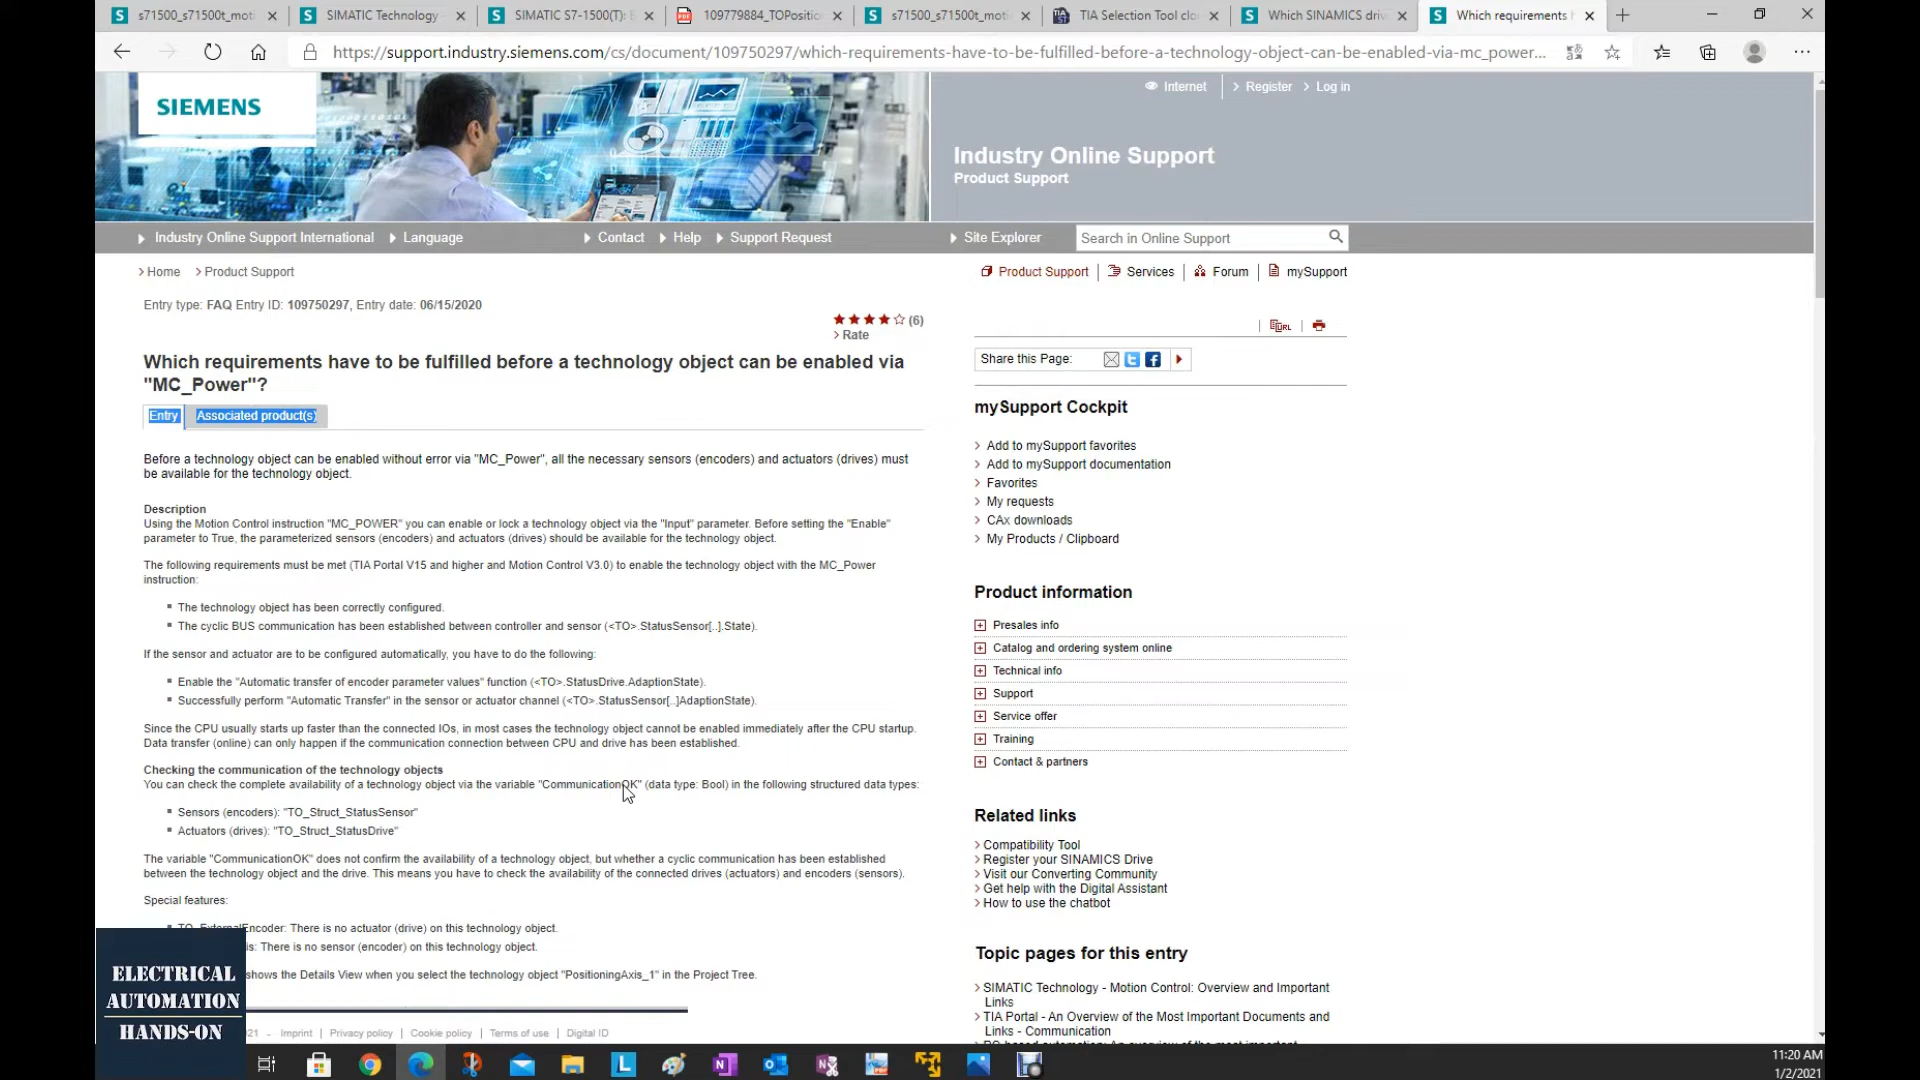 s71500_s71500t_moti
SIMATIC Technology
SIMATIC S7-1500(T):
109779884_TOPositio
s71500_s71500t_moti
TIA Selection Tool clo
Which SINAMICS driv
Which requirements h
https://support.industry.siemens.com/cs/document/109750297/which-requirements-have-to-be-fulfilled-before-a-technology-object-can-be-enabled-via-mc_power...
SIEMENS
Internet
Register
Log in
Industry Online Support
Product Support
Industry Online Support International
Language
Contact
Help
Support Request
Site Explorer
Search in Online Support
Home
Product Support
Product Support
Services
Forum
mySupport
Entry type: FAQ Entry ID: 109750297, Entry date: 06/15/2020
(6)
Rate
URL
Which requirements have to be fulfilled before a technology object can be enabled via
"MC_Power"?
Share this Page:
Entry
Associated product(s)
Before a technology object can be enabled without error via "MC_Power", all the necessary sensors (encoders) and actuators (drives) must
be available for the technology object.
Description
Using the Motion Control instruction "MC_POWER" you can enable or lock a technology object via the "Input" parameter. Before setting the "Enable"
parameter to True, the parameterized sensors (encoders) and actuators (drives) should be available for the technology object.
The following requirements must be met (TIA Portal V15 and higher and Motion Control V3.0) to enable the technology object with the MC_Power
instruction:
The technology object has been correctly configured.
The cyclic BUS communication has been established between controller and sensor (<TO>.StatusSensor[..].State).
If the sensor and actuator are to be configured automatically, you have to do the following:
Enable the "Automatic transfer of encoder parameter values" function (<TO>.StatusDrive.AdaptionState).
Successfully perform "Automatic Transfer" in the sensor or actuator channel (<TO>.StatusSensor[..]AdaptionState).
Since the CPU usually starts up faster than the connected IOs, in most cases the technology object cannot be enabled immediately after the CPU startup.
Data transfer (online) can only happen if the communication connection between CPU and drive has been established.
Checking the communication of the technology objects
You can check the complete availability of a technology object via the variable "CommunicationOK" (data type: Bool) in the following structured data types:
Sensors (encoders): "TO_Struct_StatusSensor"
Actuators (drives): "TO_Struct_StatusDrive"
The variable "CommunicationOK" does not confirm the availability of a technology object, but whether a cyclic communication has been established
between the technology object and the drive. This means you have to check the availability of the connected drives (actuators) and encoders (sensors).
Special features:
TO_ExternalEncoder: There is no actuator (drive) on this technology object.
is: There is no sensor (encoder) on this technology object.
shows the Details View when you select the technology object "PositioningAxis_1" in the Project Tree.
21 - Imprint | Privacy policy | Cookie policy | Terms of use | Digital ID
mySupport Cockpit
Add to mySupport favorites
Add to mySupport documentation
Favorites
My requests
CAx downloads
My Products / Clipboard
Product information
Presales info
Catalog and ordering system online
Technical info
Support
Service offer
Training
Contact & partners
Related links
Compatibility Tool
Register your SINAMICS Drive
Visit our Converting Community
Get help with the Digital Assistant
How to use the chatbot
Topic pages for this entry
SIMATIC Technology - Motion Control: Overview and Important
Links
TIA Portal - An Overview of the Most Important Documents and
Links - Communication
ELECTRICAL
AUTOMATION
HANDS-ON
11:20 AM
1/2/2021